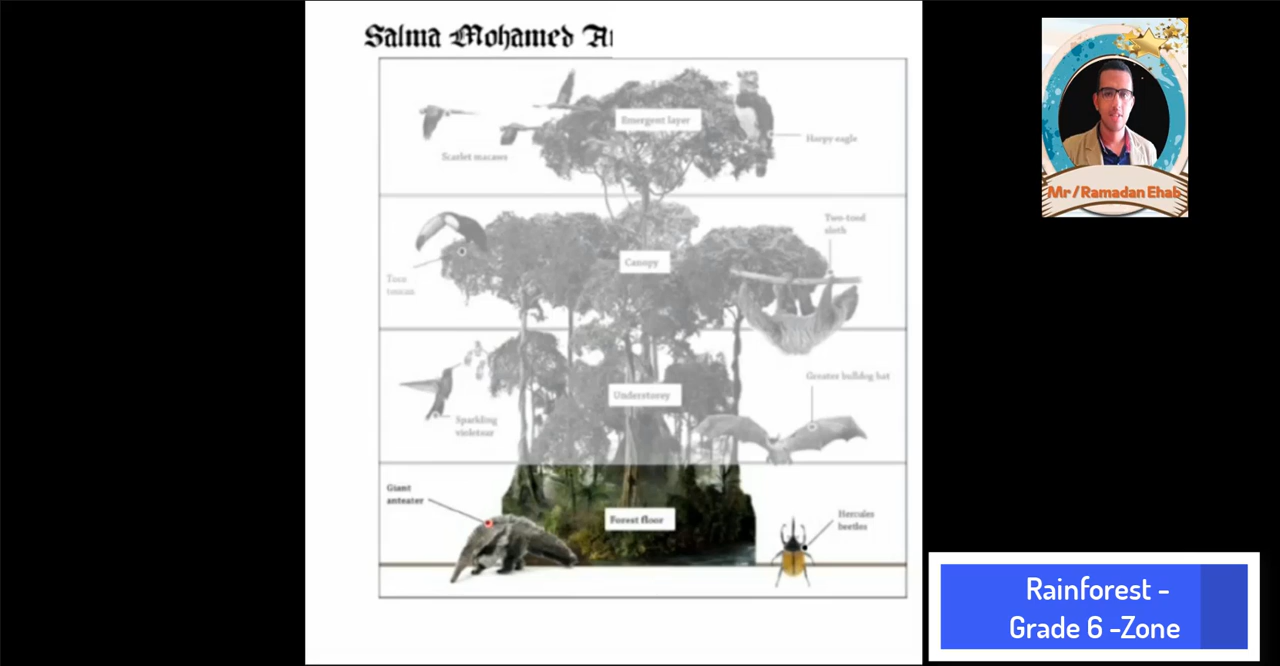 Salma Mohamed
Emergent layer
Scarlet macaws
Harpy eagle
Canopy
Two-toed
sloth
Toco
toucan
Understorey
Greater bulldog bat
Sparkling
violetear
Giant
anteater
Forest floor
Hercules
beetles
Mr/Ramadan Ehab
Rainforest -
Grade 6 -Zone